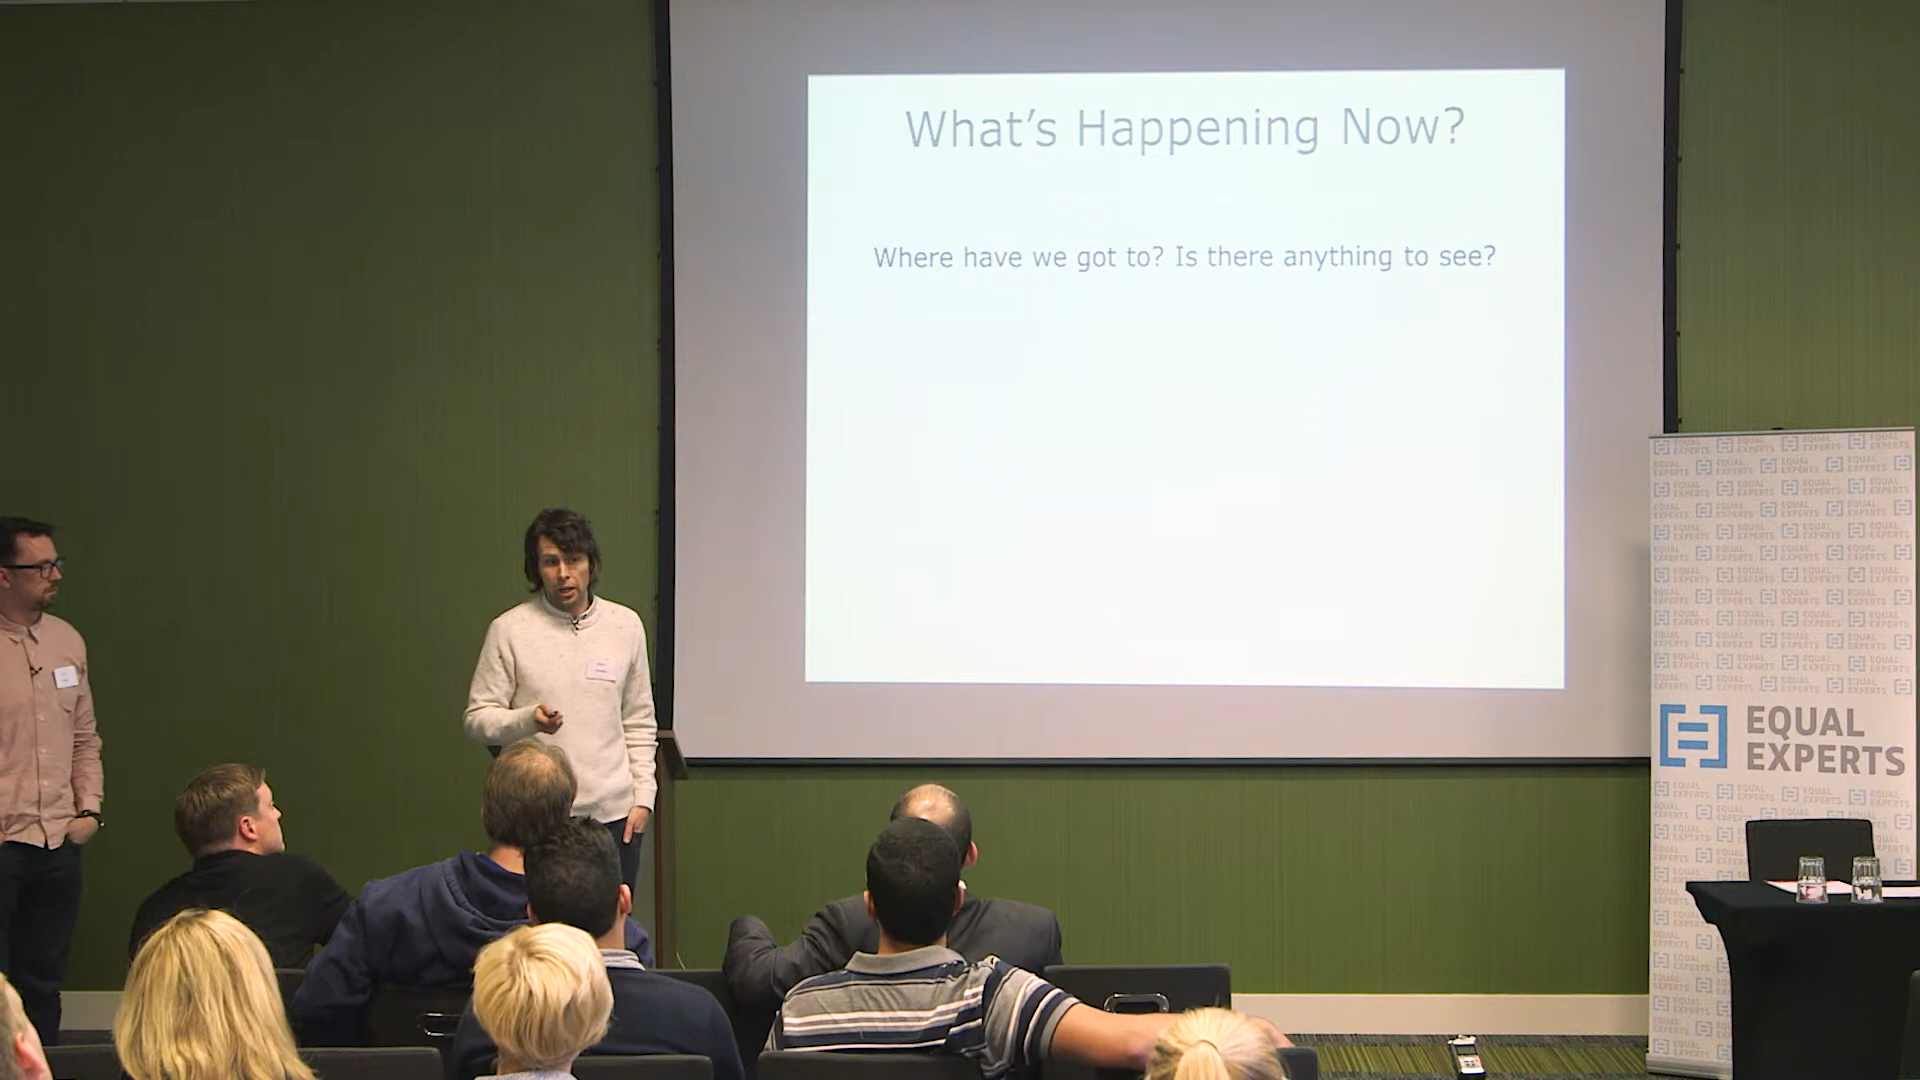 What's Happening Now?
Where have we got to? Is there anything to see?
EQUAL
EXPERTS